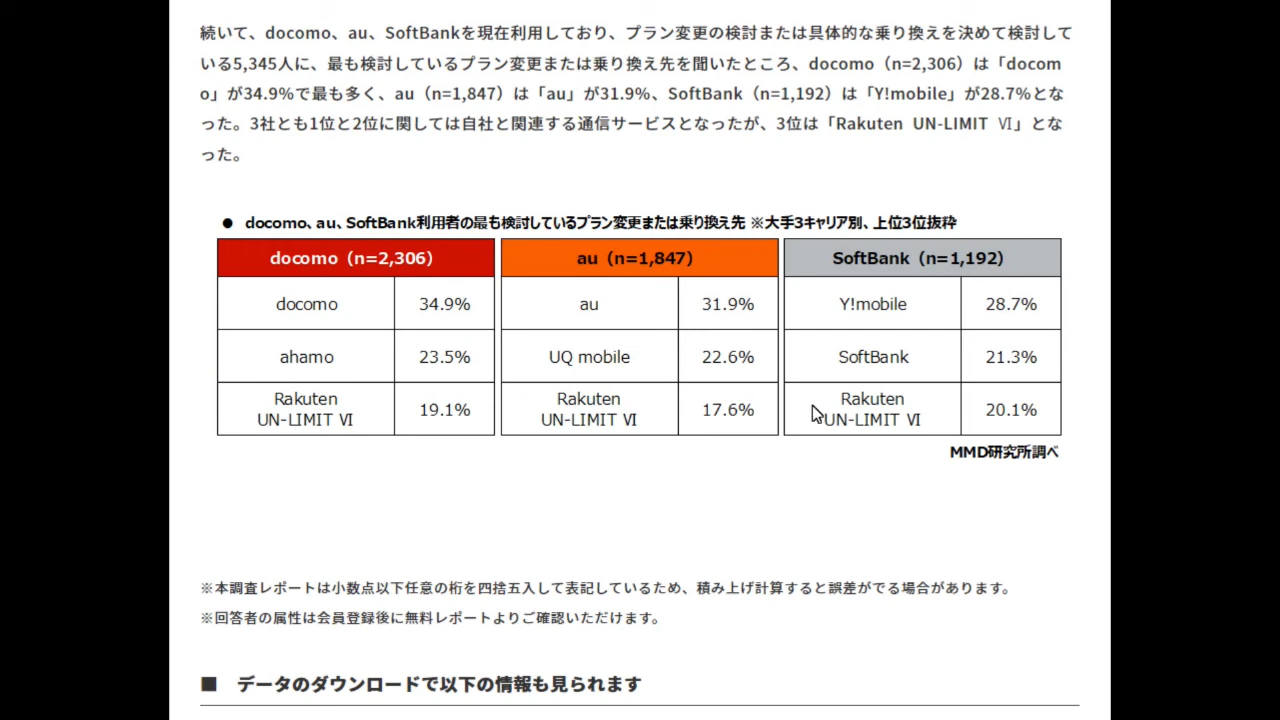 続いて、docomo、au、SoftBankを現在利用しており、プラン変更の検討または具体的な乗り換えを決めて検討して
いる5,345人に、最も検討しているプラン変更または乗り換え先を聞いたところ、docomo（n=2,306）は「docom
o」が34.9%で最も多く、au（n=1,847）は「au」が31.9%、SoftBank（n=1,192）は「Y!mobile」が28.7%とな
った。3社とも1位と2位に関しては自社と関連する通信サービスとなったが、3位は「Rakuten UN-LIMIT Ⅵ」とな
った。
● docomo、au、SoftBank利用者の最も検討しているプラン変更または乗り換え先 ※大手3キャリア別、上位3位抜粋
docomo（n=2,306） au（n=1,847） SoftBank（n=1,192）
docomo 34.9% au 31.9% Y!mobile 28.7%
ahamo 23.5% UQ mobile 22.6% SoftBank 21.3%
Rakuten Rakuten Rakuten
UN-LIMIT Ⅵ 19.1% UN-LIMIT Ⅵ 17.6% UN-LIMIT Ⅵ 20.1%
MMD研究所調べ
※本調査レポートは小数点以下任意の桁を四捨五入して表記しているため、積み上げ計算すると誤差がでる場合があります。
※回答者の属性は会員登録後に無料レポートよりご確認いただけます。
■ データのダウンロードで以下の情報も見られます